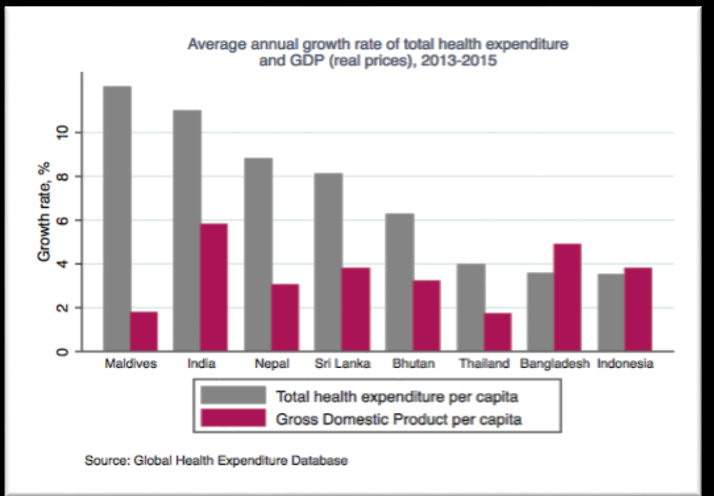 Average annual growth rate of total health expenditure
and GDP (real prices), 2013-2015
Growth rate, %
10
8
6
4
2
0
Maldives India Nepal Sri Lanka Bhutan Thailand Bangladesh Indonesia
Total health expenditure per capita
Gross Domestic Product per capita
Source: Global Health Expenditure Database